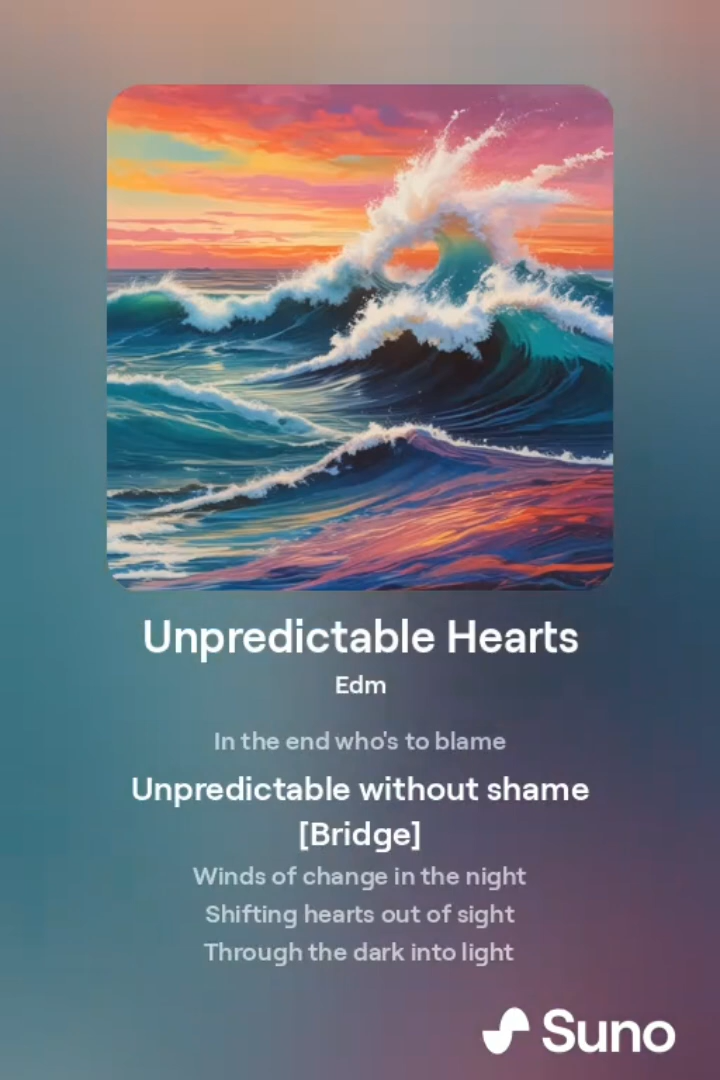 Unpredictable Hearts
Edm
In the end who's to blame
Unpredictable without shame
[Bridge]
Winds of change in the night
Shifting hearts out of sight
Through the dark into light
Suno